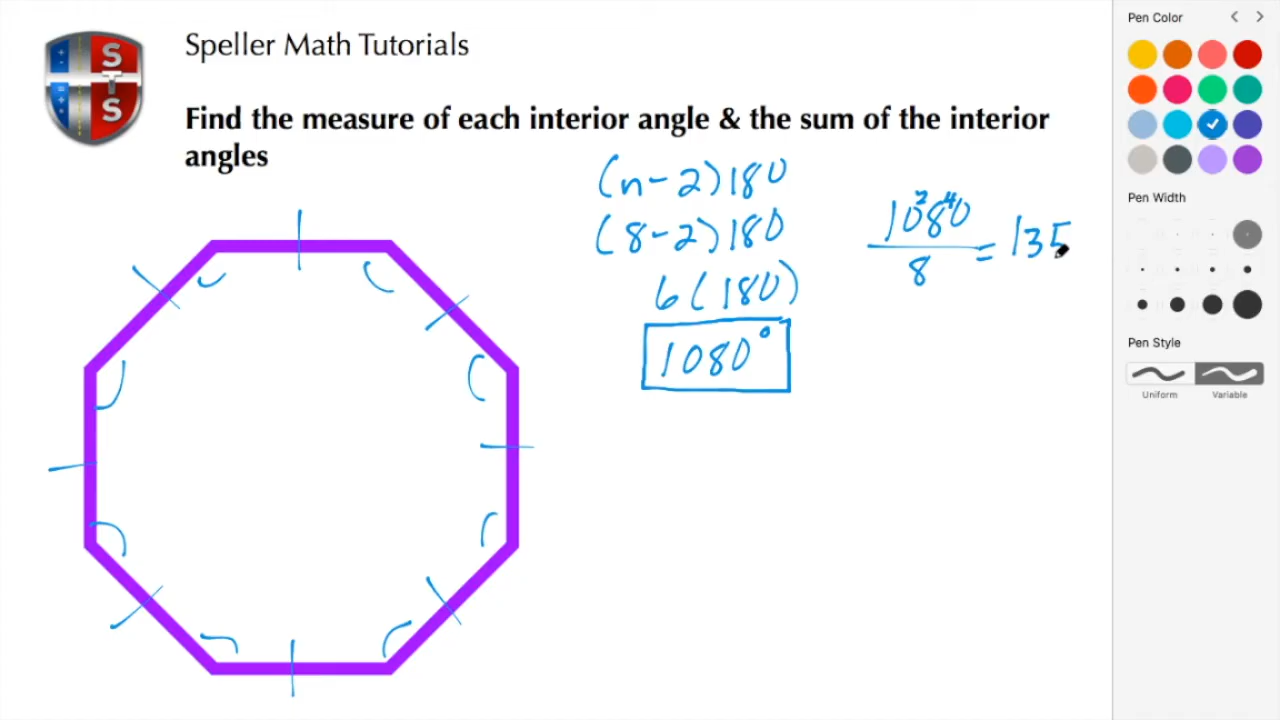 S
T
S
Speller Math Tutorials
Find the measure of each interior angle & the sum of the interior
angles
(n-2)180
(8-2)180
6(180)
1080°
10²8⁴0
8
= 135
Pen Color
Pen Width
Pen Style
Uniform
Variable